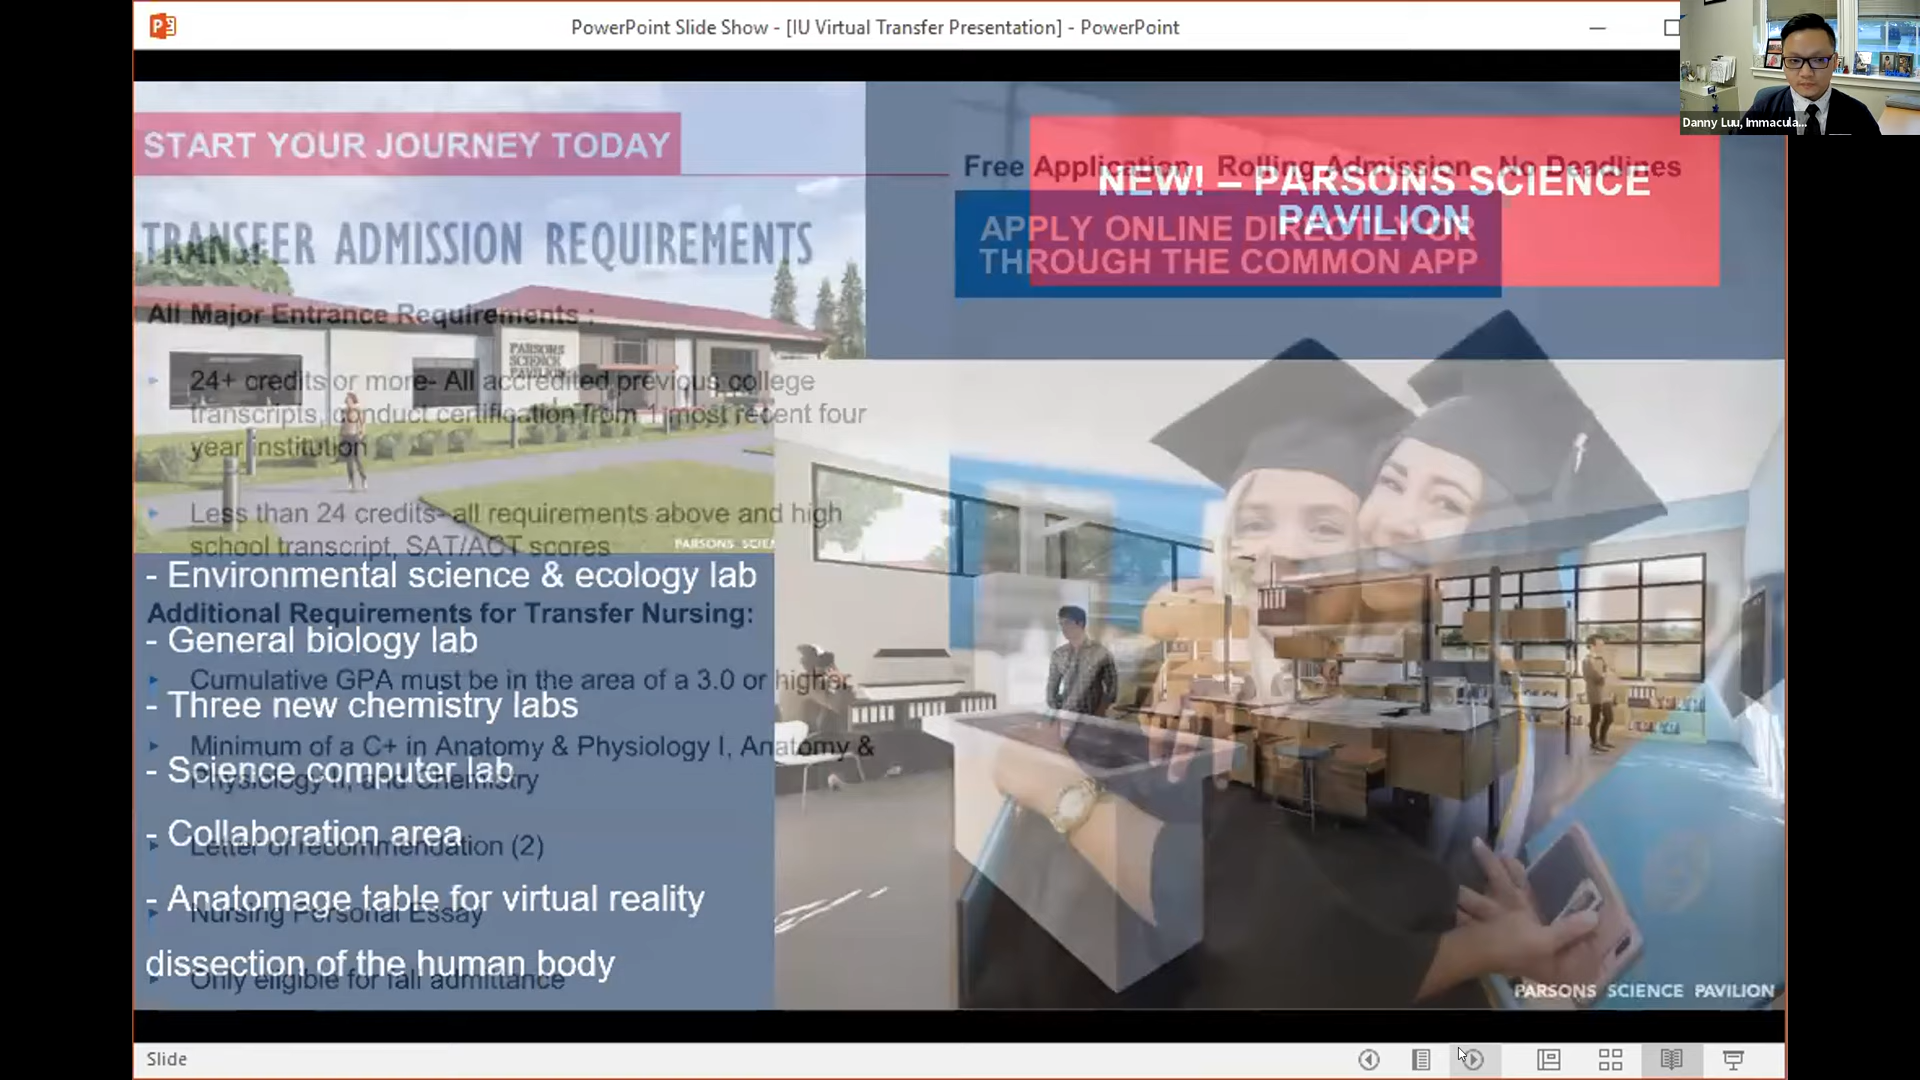 PowerPoint Slide Show - [IU Virtual Transfer Presentation] - PowerPoint
Danny Luu, Immacula...
START YOUR JOURNEY TODAY
TRANSFER ADMISSION REQUIREMENTS
All Major Entrance Requirements :
24+ credits or more- All accredited previous college
transcripts, conduct certification from 1 most recent four
year institution
Less than 24 credits- all requirements above and high
school transcript, SAT/ACT scores
Additional Requirements for Transfer Nursing:
Cumulative GPA must be in the area of a 3.0 or higher
Minimum of a C+ in Anatomy & Physiology I, Anatomy &
Physiology II, and Chemistry
Letter of recommendation (2)
Nursing Personal Essay
Only eligible for fall admittance
Free Application Rolling Admission No Deadlines
APPLY ONLINE DIRECTLY OR
THROUGH THE COMMON APP
NEW! – PARSONS SCIENCE
PAVILION
PARSONS
SCIENCE
PAVILION
PARSONS SCIEN
- Environmental science & ecology lab
- General biology lab
- Three new chemistry labs
- Science computer lab
- Collaboration area
- Anatomage table for virtual reality
dissection of the human body
PARSONS SCIENCE PAVILION
Slide